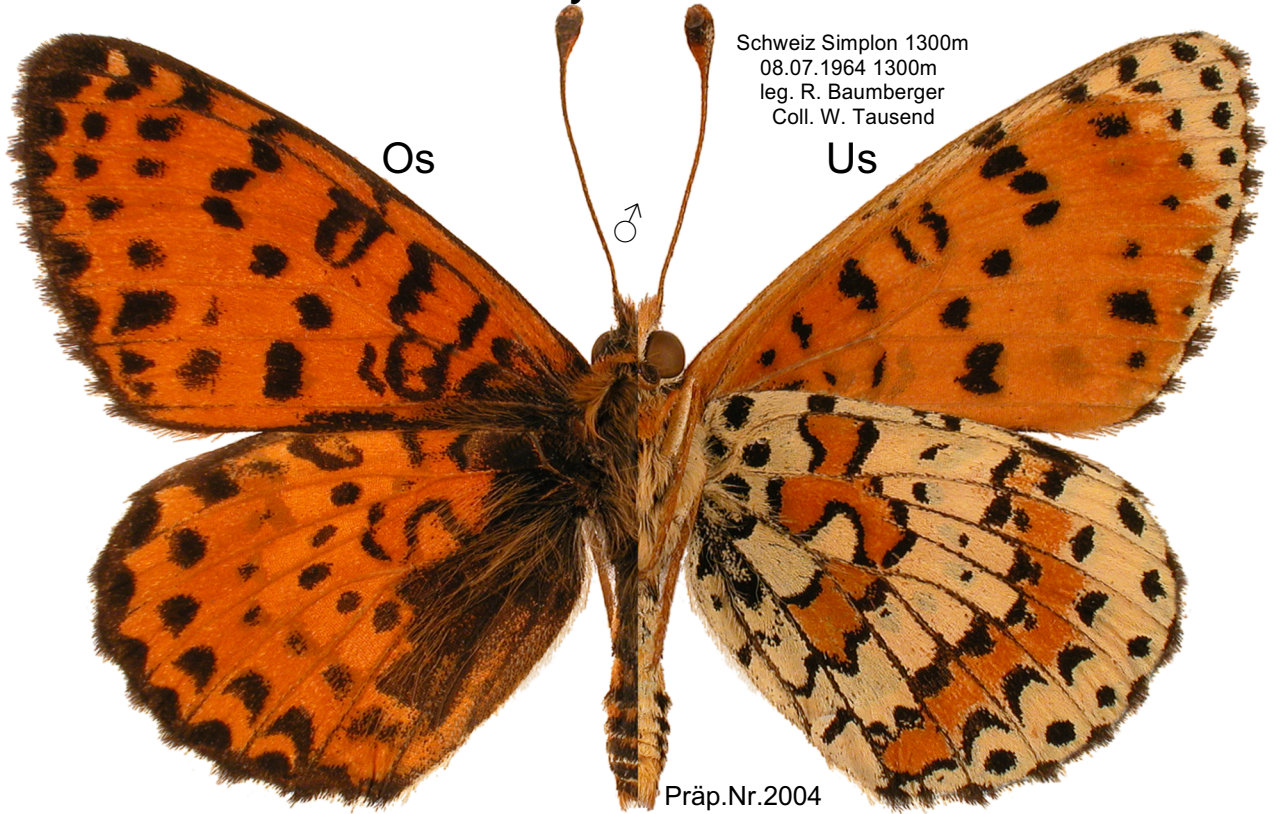 Schweiz Simplon 1300m
08.07.1964 1300m
leg. R. Baumberger
Coll. W. Tausend
Os
Us
♂
Präp.Nr.2004